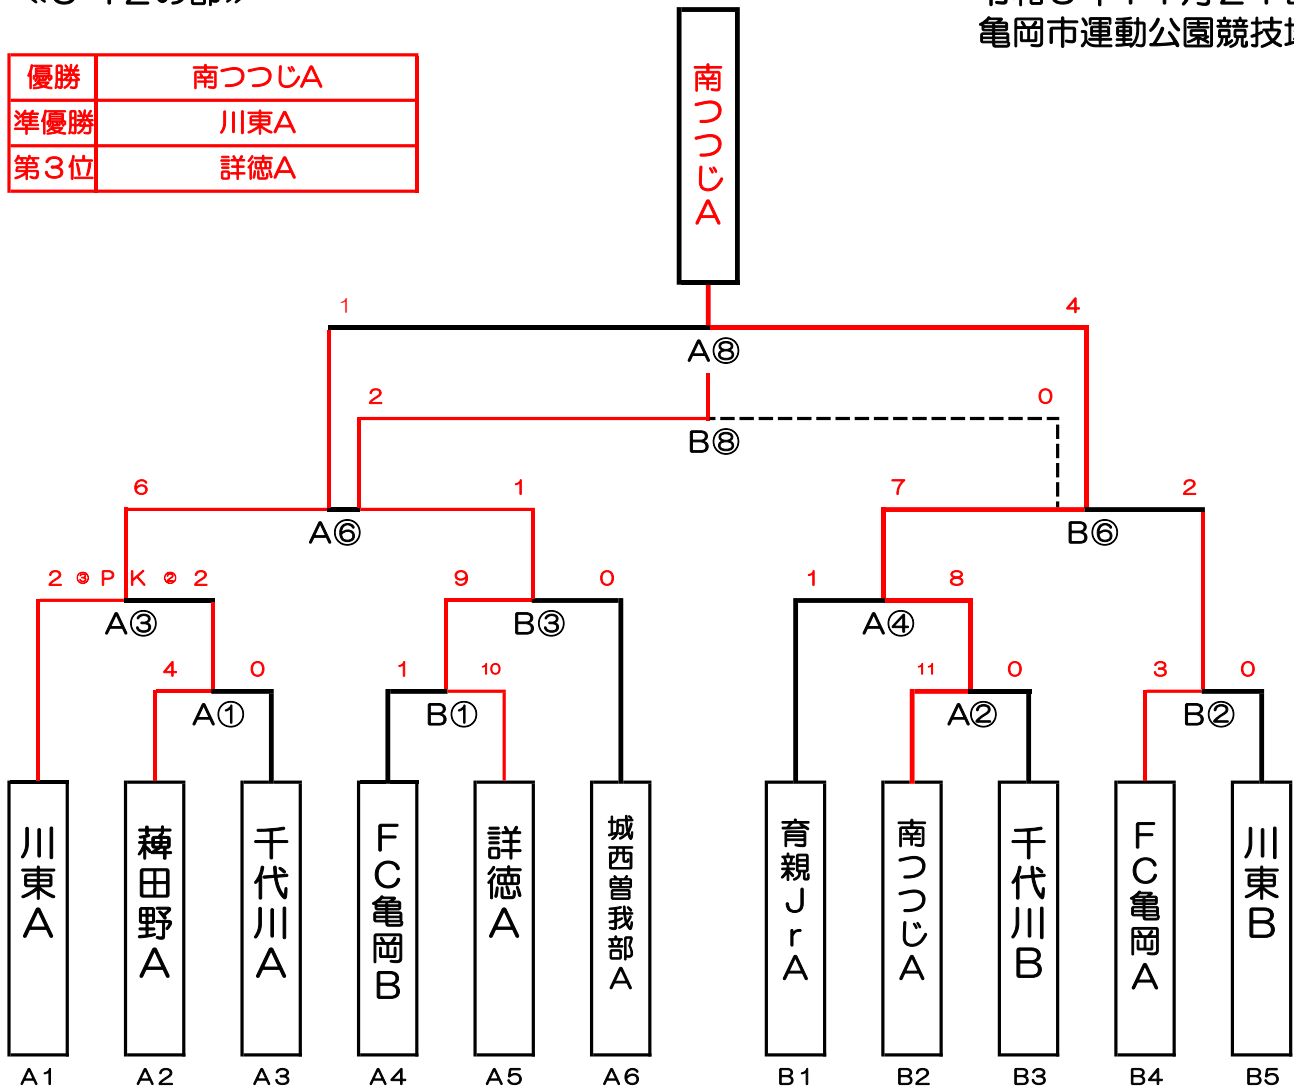 亀岡市運動公園競技場
優勝 南つつじA
準優勝 川東A
第3位 詳徳A
南つつじA
1 4
A⑧
2 0
B⑧
6 1 7 2
A⑥ B⑥
2 ③ P K ② 2 9 0 1 8
A③ B③ A④
4 0 1 10 11 0 3 0
A① B① A② B②
川東A
薭田野A
千代川A
FC亀岡B
詳徳A
城西曽我部A
育親JrA
南つつじA
千代川B
FC亀岡A
川東B
A1 A2 A3 A4 A5 A6 B1 B2 B3 B4 B5